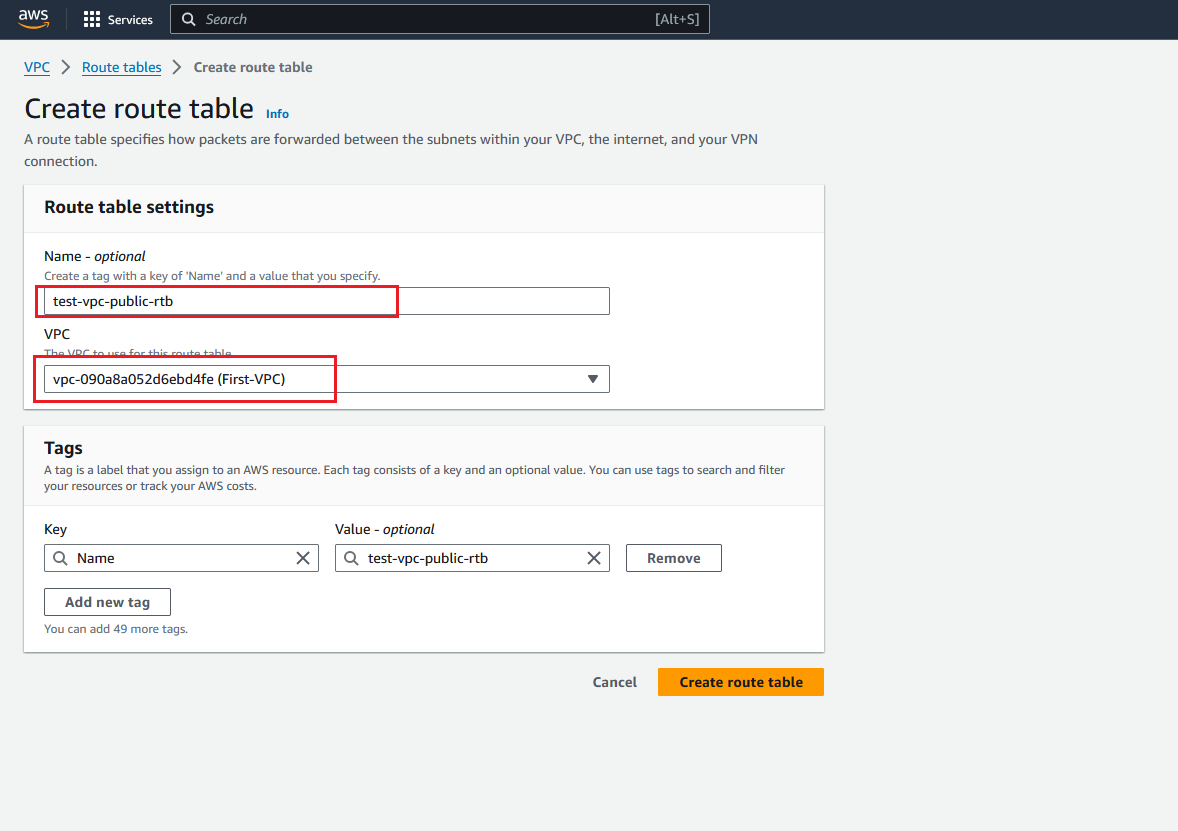 aws Services Search [Alt+S]
VPC Route tables Create route table
Create route table Info
A route table specifies how packets are forwarded between the subnets within your VPC, the internet, and your VPN
connection.
Route table settings
Name - optional
Create a tag with a key of 'Name' and a value that you specify.
test-vpc-public-rtb
VPC
The VPC to use for this route table.
vpc-090a8a052d6ebd4fe (First-VPC)
Tags
A tag is a label that you assign to an AWS resource. Each tag consists of a key and an optional value. You can use tags to search and filter
your resources or track your AWS costs.
Key Value - optional
Name test-vpc-public-rtb Remove
Add new tag
You can add 49 more tags.
Cancel Create route table